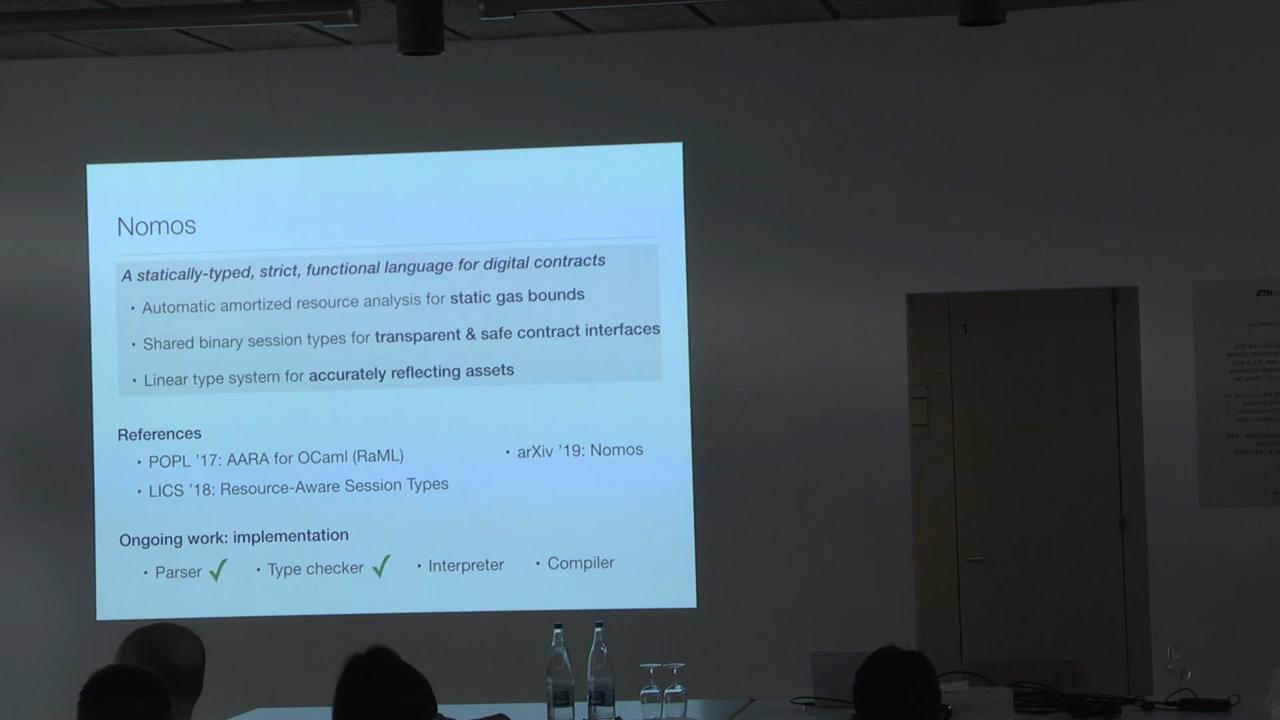 Nomos
A statically-typed, strict, functional language for digital contracts
• Automatic amortized resource analysis for static gas bounds
• Shared binary session types for transparent & safe contract interfaces
• Linear type system for accurately reflecting assets
References
• POPL '17: AARA for OCaml (RaML)
• arXiv '19: Nomos
• LICS '18: Resource-Aware Session Types
Ongoing work: implementation
• Parser ✓ • Type checker ✓ • Interpreter • Compiler
1
ETH